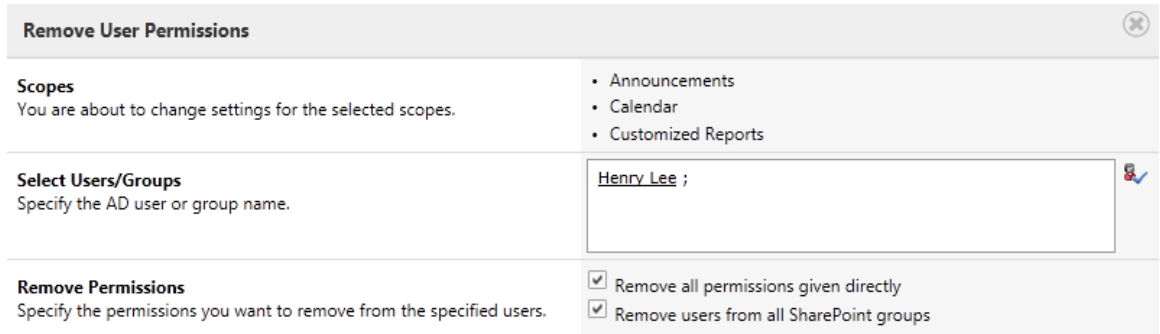 Remove User Permissions
Scopes
You are about to change settings for the selected scopes.
• Announcements
• Calendar
• Customized Reports
Select Users/Groups
Specify the AD user or group name.
Henry Lee ;
Remove Permissions
Specify the permissions you want to remove from the specified users.
Remove all permissions given directly
Remove users from all SharePoint groups